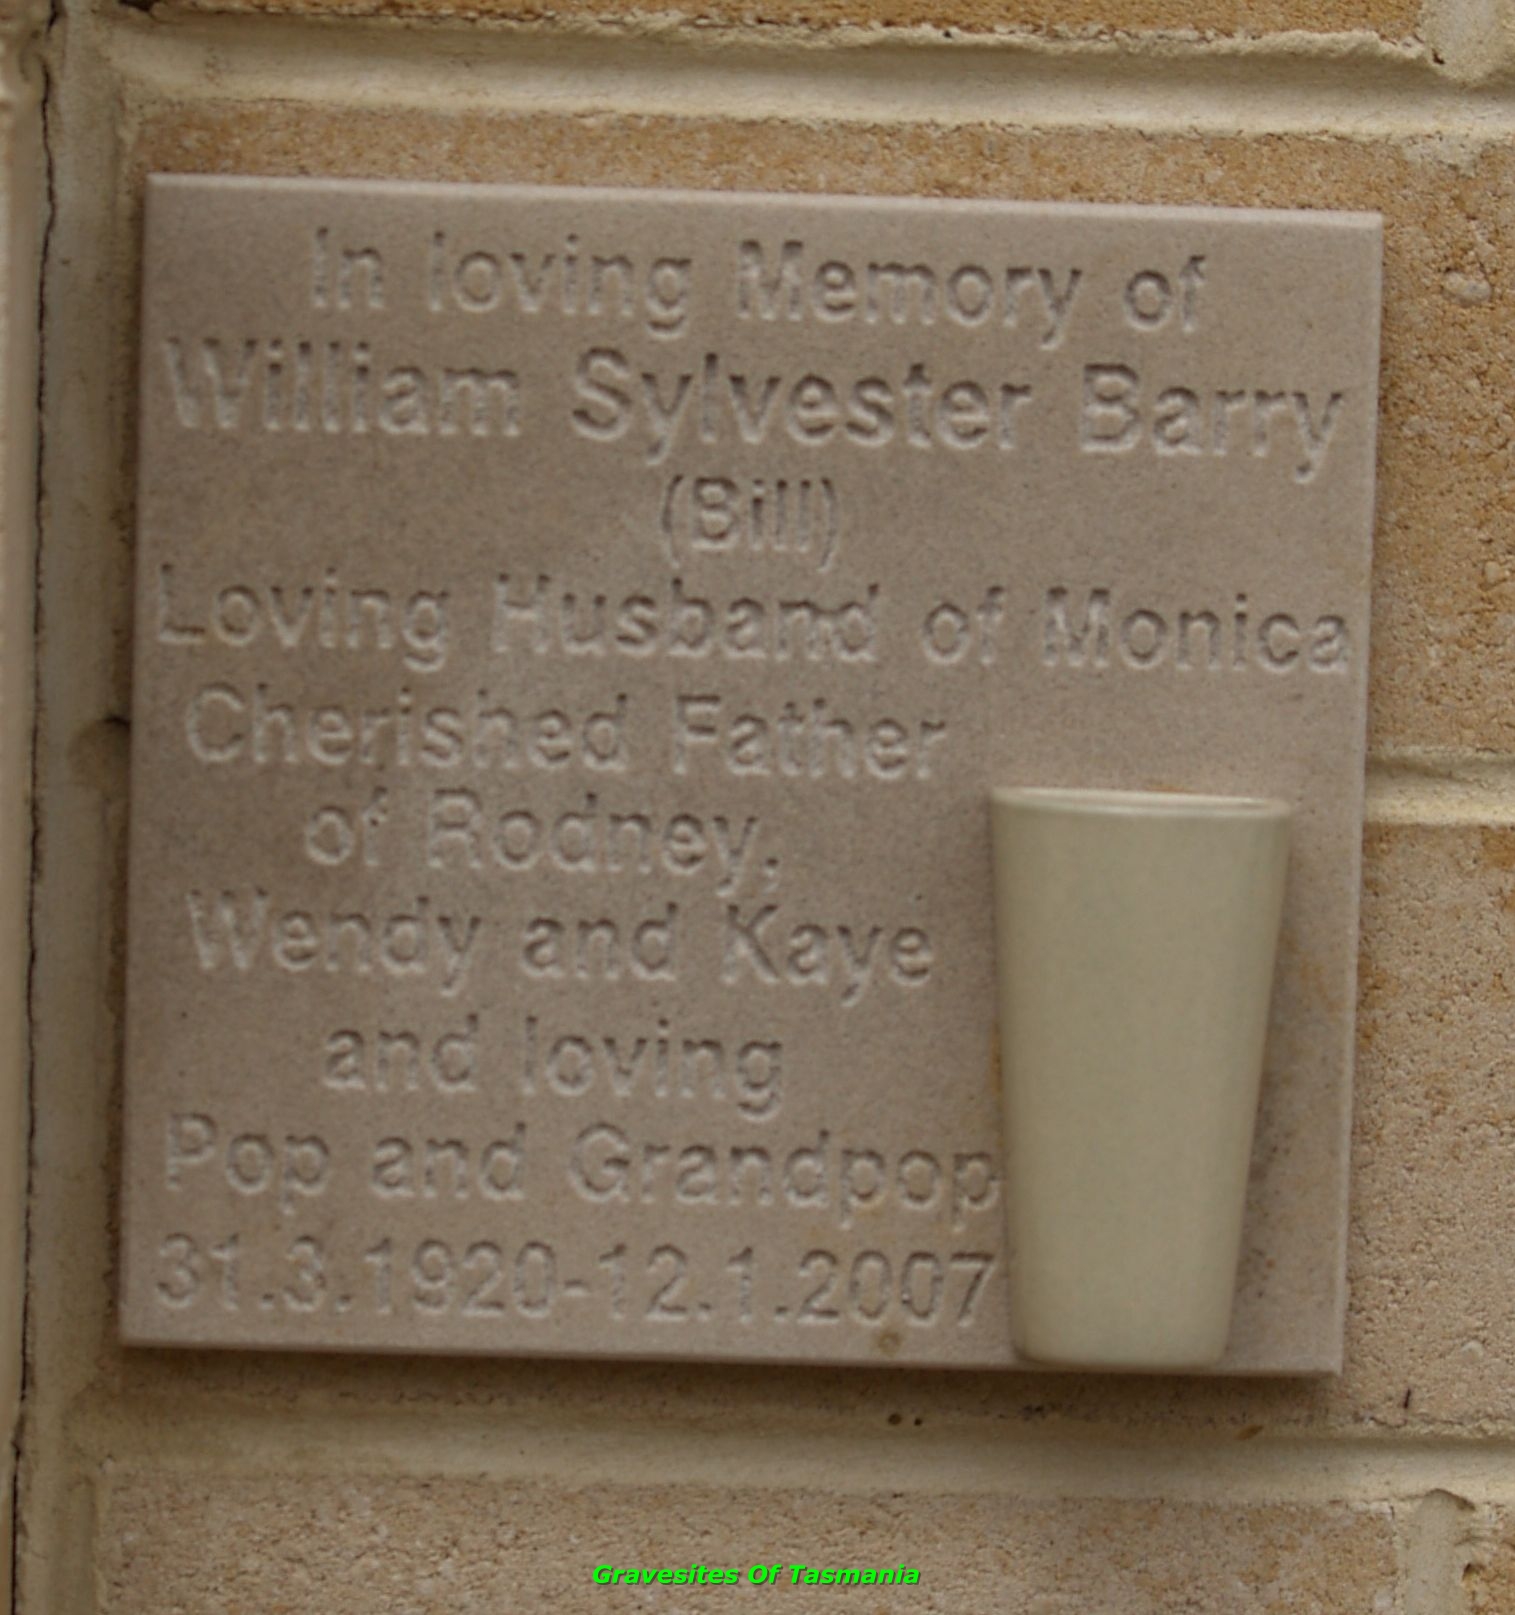 In loving Memory of
William Sylvester Barry
(Bill)
Loving Husband of Monica
Cherished Father
of Rodney,
Wendy and Kaye
and loving
Pop and Grandpop
31.3.1920-12.1.2007
Gravesites Of Tasmania